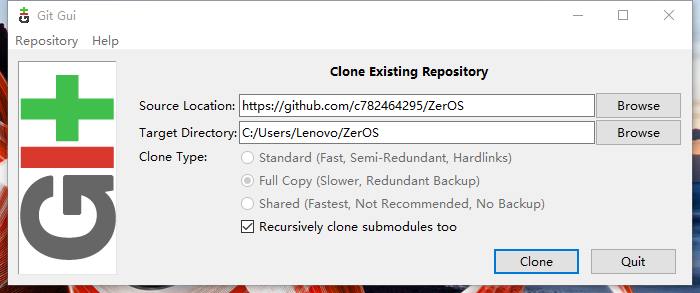 Git Gui
Repository Help
Clone Existing Repository
Source Location: https://github.com/c782464295/ZerOS Browse
Target Directory: C:/Users/Lenovo/ZerOS Browse
Clone Type: Standard (Fast, Semi-Redundant, Hardlinks)
Full Copy (Slower, Redundant Backup)
Shared (Fastest, Not Recommended, No Backup)
Recursively clone submodules too
Clone Quit
Git